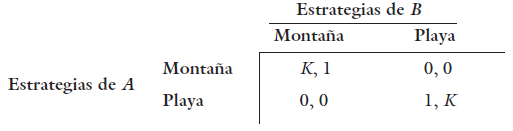 Estrategias de B
Montaña Playa
Estrategias de A
Montaña K, 1 0, 0
Playa 0, 0 1, K